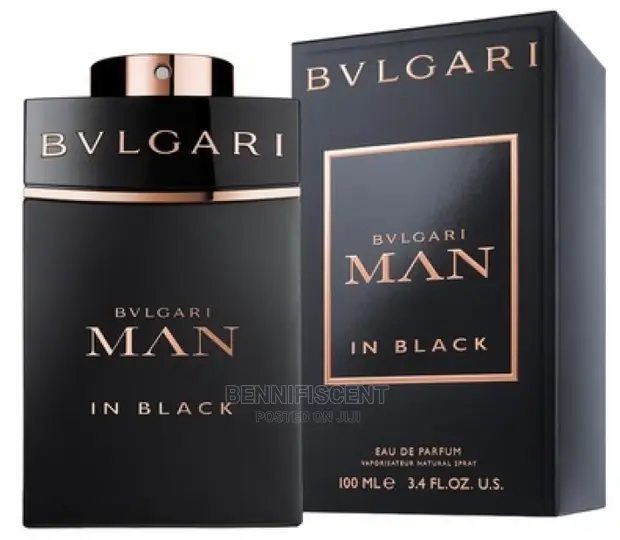 BVLGARI
BVLGARI
MAN
IN BLACK
BVLGARI
BVLGARI
MAN
IN BLACK
EAU DE PARFUM
VAPORISATEUR NATURAL SPRAY
100 ML e 3.4 FL.OZ. U.S.
BENNIFISCENT
POSTED ON JIJI